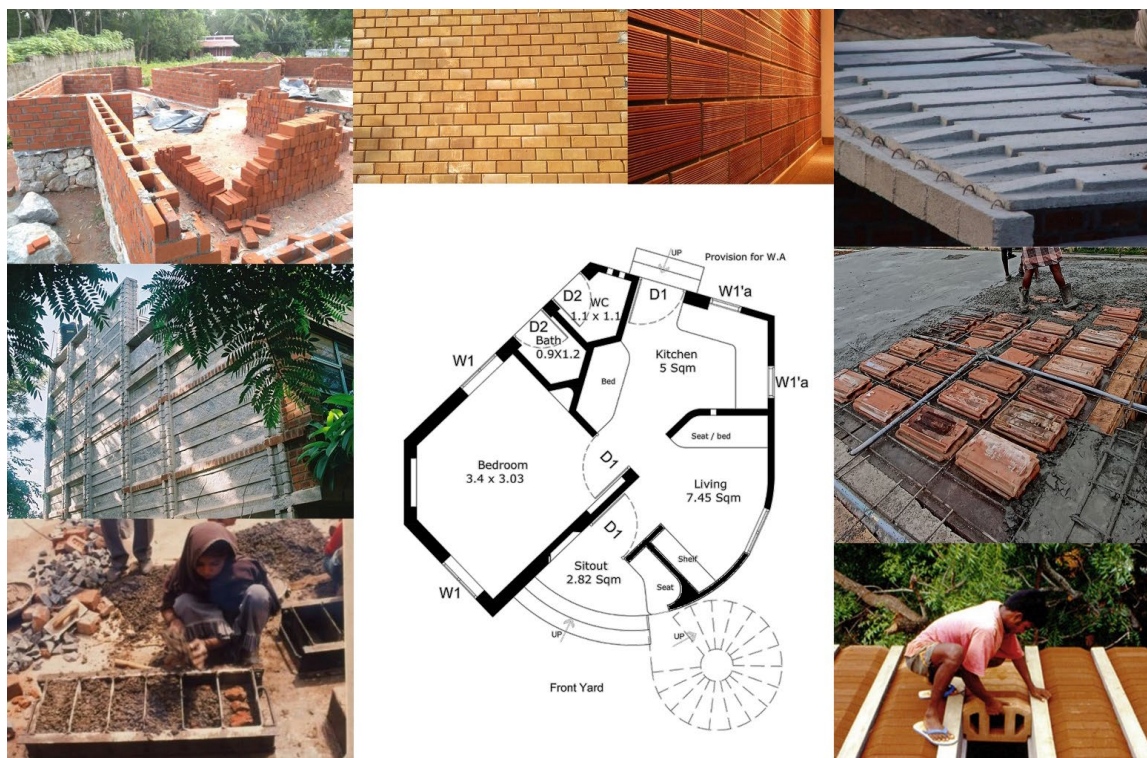 UP
Provision for W.A
D2
WC
1.1 x 1.1
D1
W1'a
D2
Bath
0.9X1.2
W1
Kitchen
5 Sqm
W1'a
Bed
Seat / bed
Bedroom
3.4 x 3.03
D1
Living
7.45 Sqm
D1
Sitout
2.82 Sqm
Shelf
Seat
W1
UP
UP
Front Yard